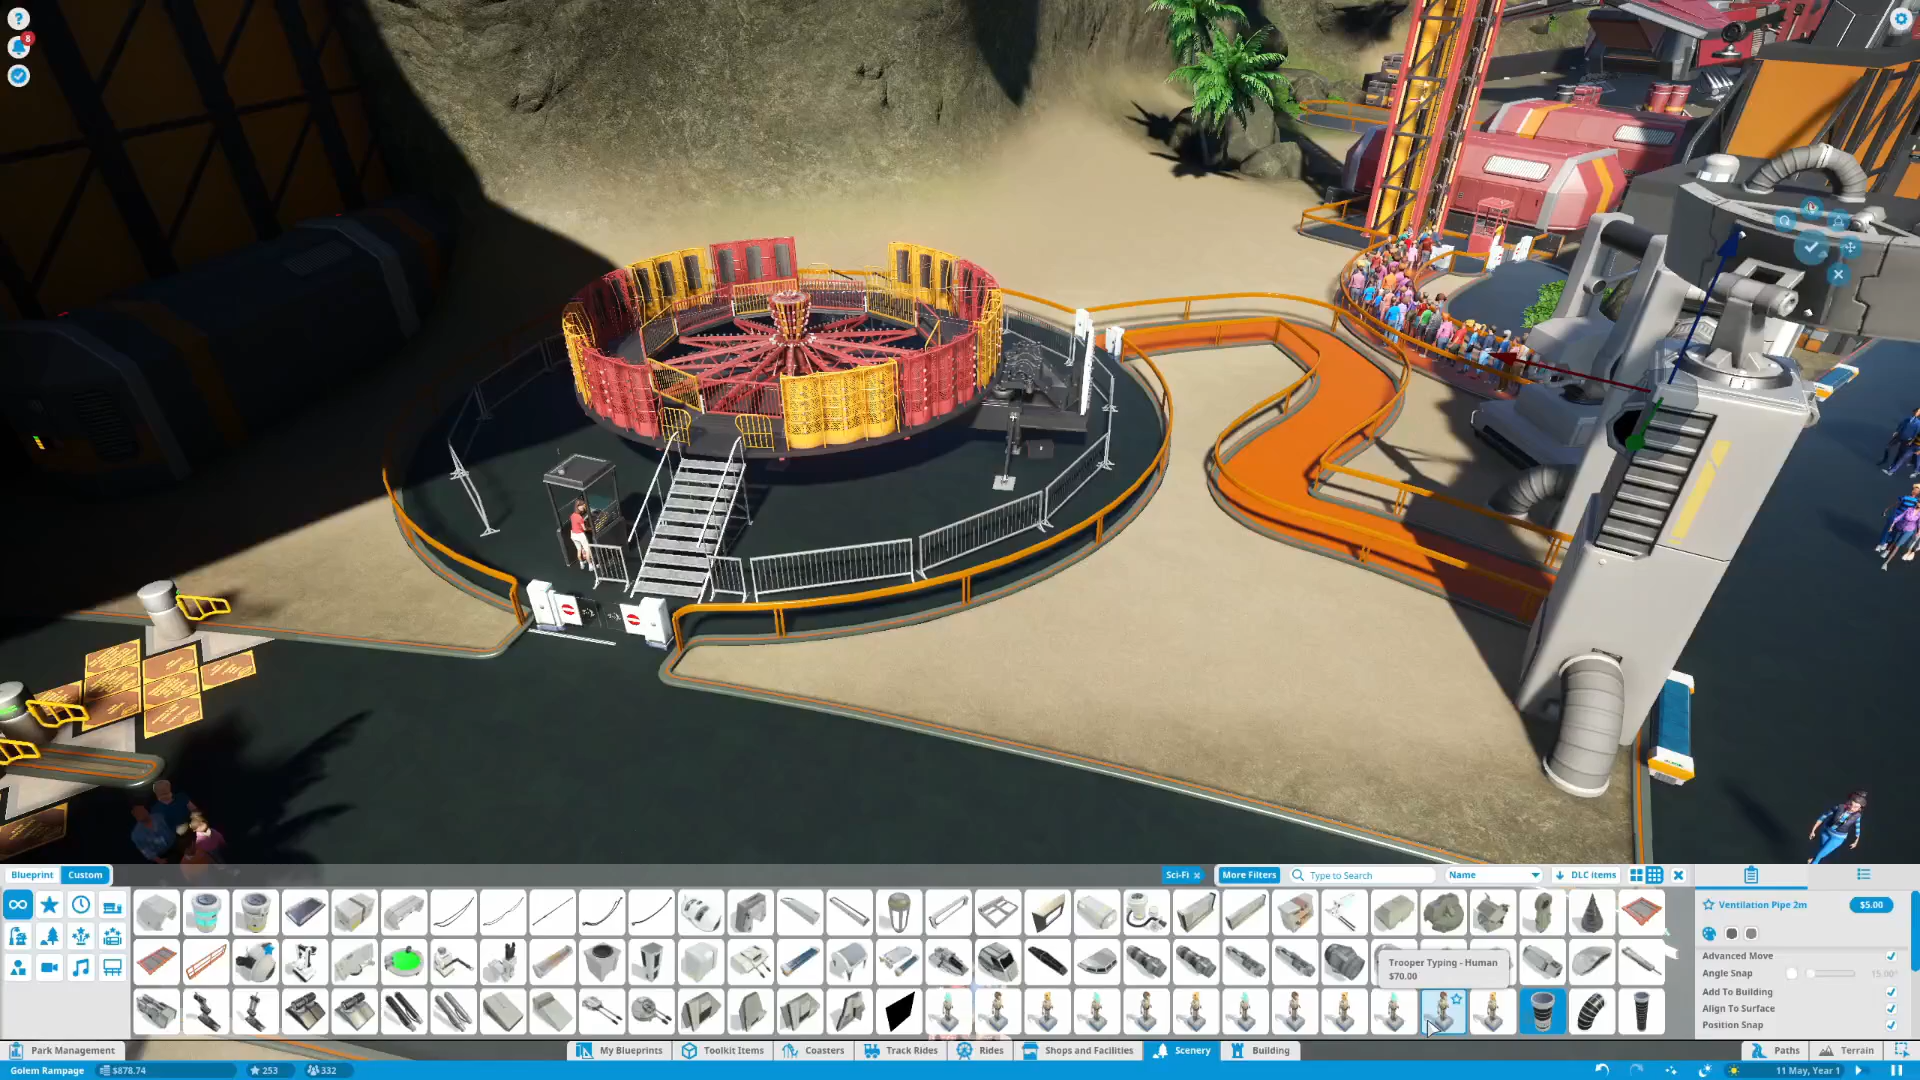 ?
8
Blueprint
Custom
Sci-Fi ×
More Filters
Type to Search
Name
DLC items
Ventilation Pipe 2m
$5.00
Advanced Move
Angle Snap
15.00°
Add To Building
Align To Surface
Position Snap
Trooper Typing - Human
$70.00
Park Management
My Blueprints
Toolkit Items
Coasters
Track Rides
Rides
Shops and Facilities
Scenery
Building
Paths
Terrain
Golem Rampage
$878.74
253
332
11 May, Year 1